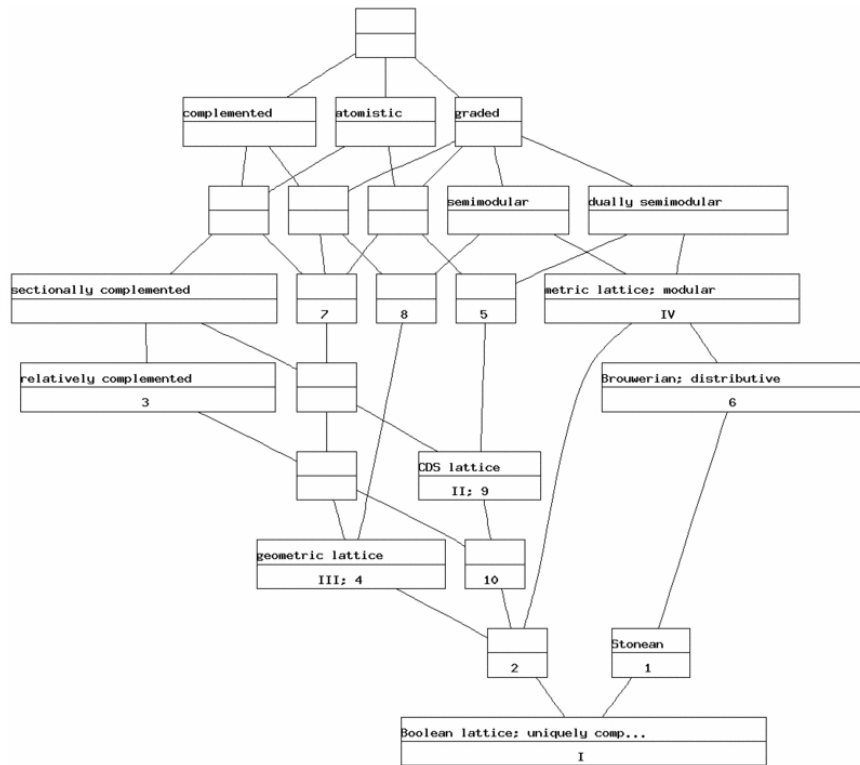 complemented
atomistic
graded
semimodular
dually semimodular
sectionally complemented
7
8
5
metric lattice; modular
IV
relatively complemented
3
Brouwerian; distributive
6
CDS lattice
II; 9
geometric lattice
III; 4
10
2
Stonean
1
Boolean lattice; uniquely comp...
I